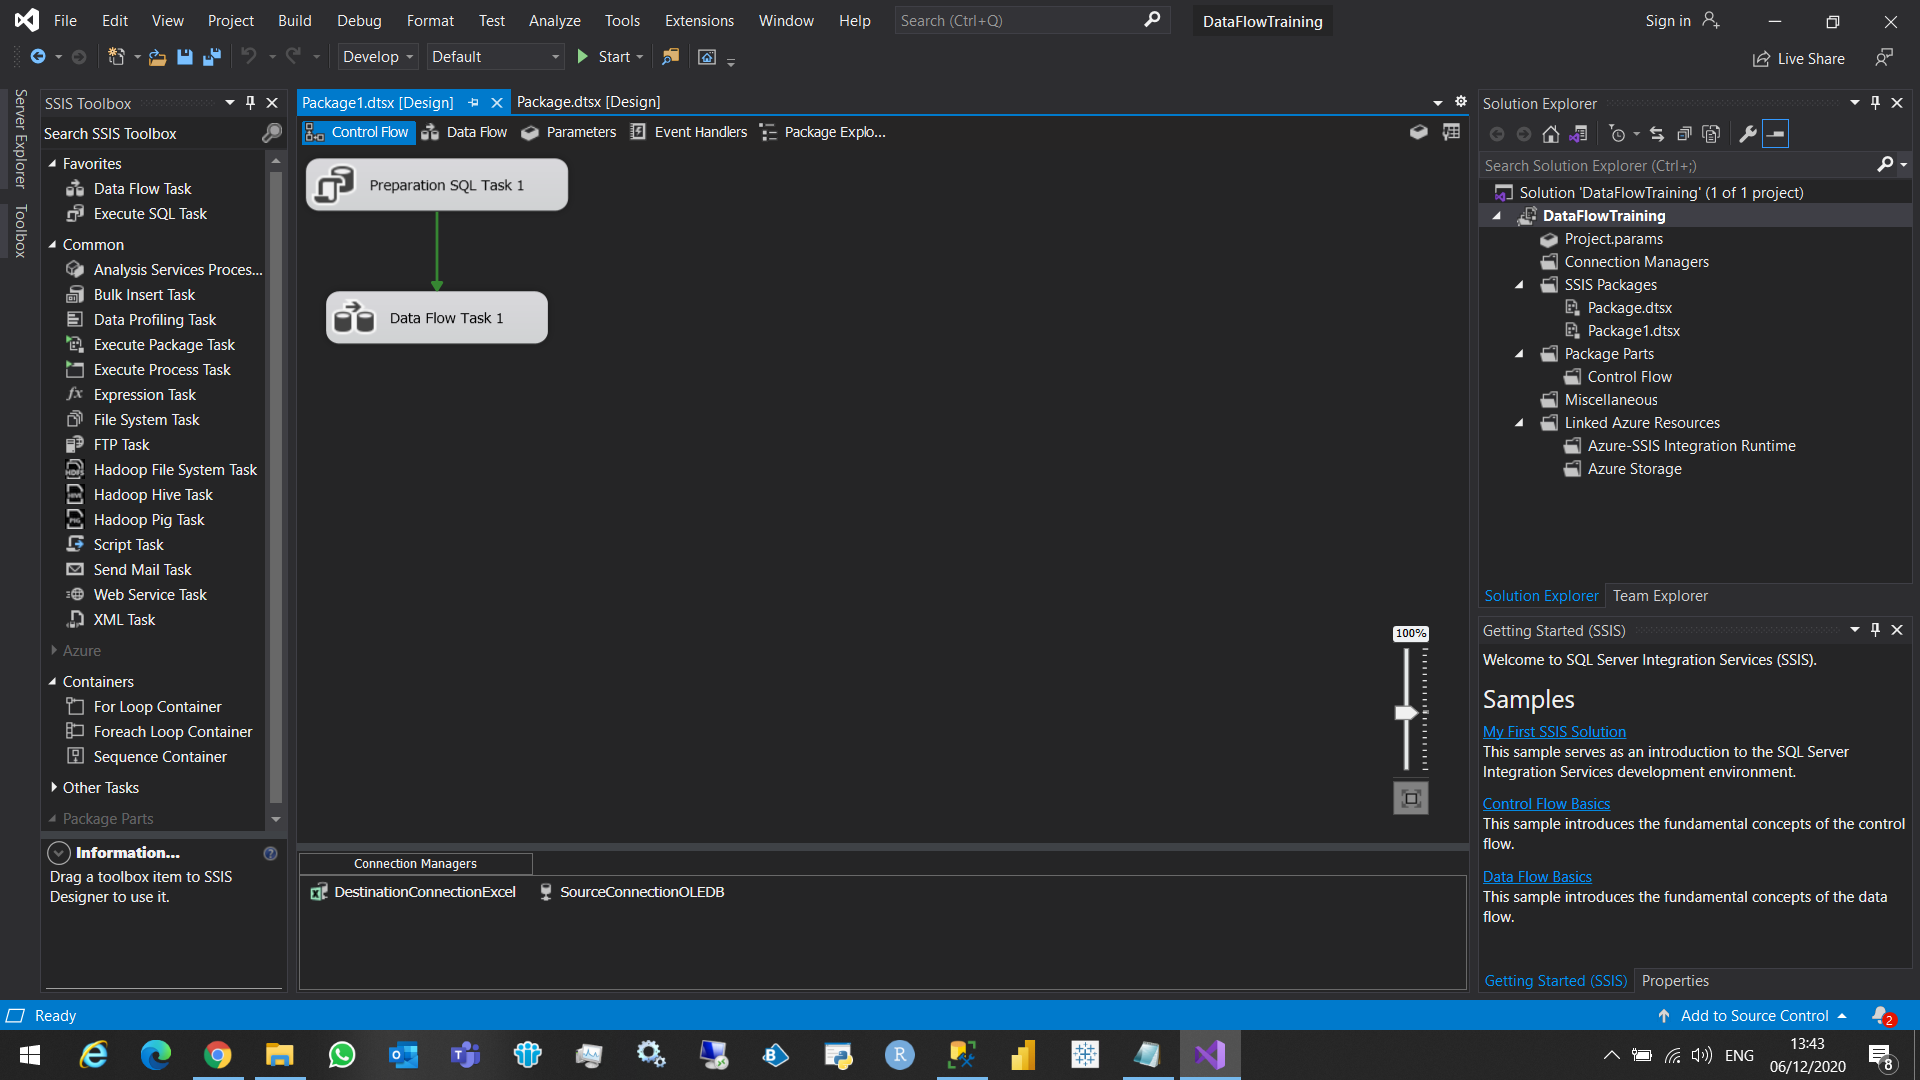 File Edit View Project Build Debug Format Test Analyze Tools Extensions Window Help Search (Ctrl+Q) DataFlowTraining Sign in
Develop Default Start Live Share
Server Explorer
Toolbox
SSIS Toolbox
Search SSIS Toolbox
Favorites
Data Flow Task
Execute SQL Task
Common
Analysis Services Proces...
Bulk Insert Task
Data Profiling Task
Execute Package Task
Execute Process Task
Expression Task
File System Task
FTP Task
Hadoop File System Task
Hadoop Hive Task
Hadoop Pig Task
Script Task
Send Mail Task
Web Service Task
XML Task
Azure
Containers
For Loop Container
Foreach Loop Container
Sequence Container
Other Tasks
Package Parts
Information...
Drag a toolbox item to SSIS
Designer to use it.
Package1.dtsx [Design] Package.dtsx [Design]
Control Flow Data Flow Parameters Event Handlers Package Explo...
Preparation SQL Task 1
Data Flow Task 1
100%
Connection Managers
DestinationConnectionExcel SourceConnectionOLEDB
Solution Explorer
Search Solution Explorer (Ctrl+;)
Solution 'DataFlowTraining' (1 of 1 project)
DataFlowTraining
Project.params
Connection Managers
SSIS Packages
Package.dtsx
Package1.dtsx
Package Parts
Control Flow
Miscellaneous
Linked Azure Resources
Azure-SSIS Integration Runtime
Azure Storage
Solution Explorer Team Explorer
Getting Started (SSIS)
Welcome to SQL Server Integration Services (SSIS).
Samples
My First SSIS Solution
This sample serves as an introduction to the SQL Server
Integration Services development environment.
Control Flow Basics
This sample introduces the fundamental concepts of the control
flow.
Data Flow Basics
This sample introduces the fundamental concepts of the data
flow.
Getting Started (SSIS) Properties
Ready Add to Source Control 2
ENG 13:43
06/12/2020 8